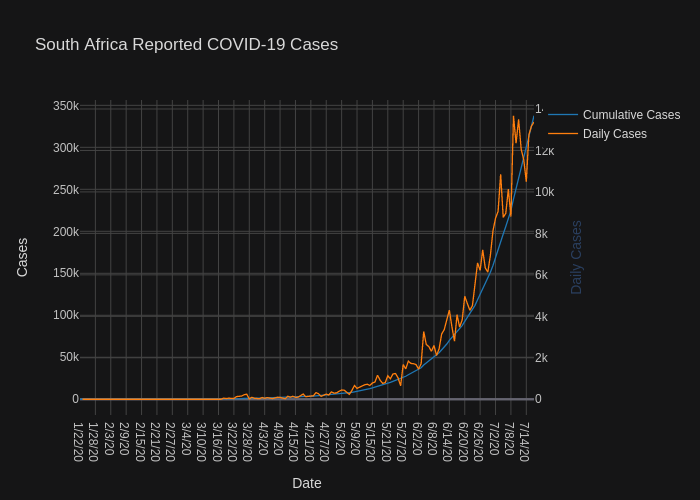 South Africa Reported COVID-19 Cases
Cumulative Cases
Daily Cases
350k
300k
250k
200k
150k
100k
50k
0
Cases
12k
10k
8k
6k
4k
2k
0
Daily Cases
1/22/20
1/28/20
2/3/20
2/9/20
2/15/20
2/21/20
2/27/20
3/4/20
3/10/20
3/16/20
3/22/20
3/28/20
4/3/20
4/9/20
4/15/20
4/21/20
4/27/20
5/3/20
5/9/20
5/15/20
5/21/20
5/27/20
6/2/20
6/8/20
6/14/20
6/20/20
6/26/20
7/2/20
7/8/20
7/14/20
Date